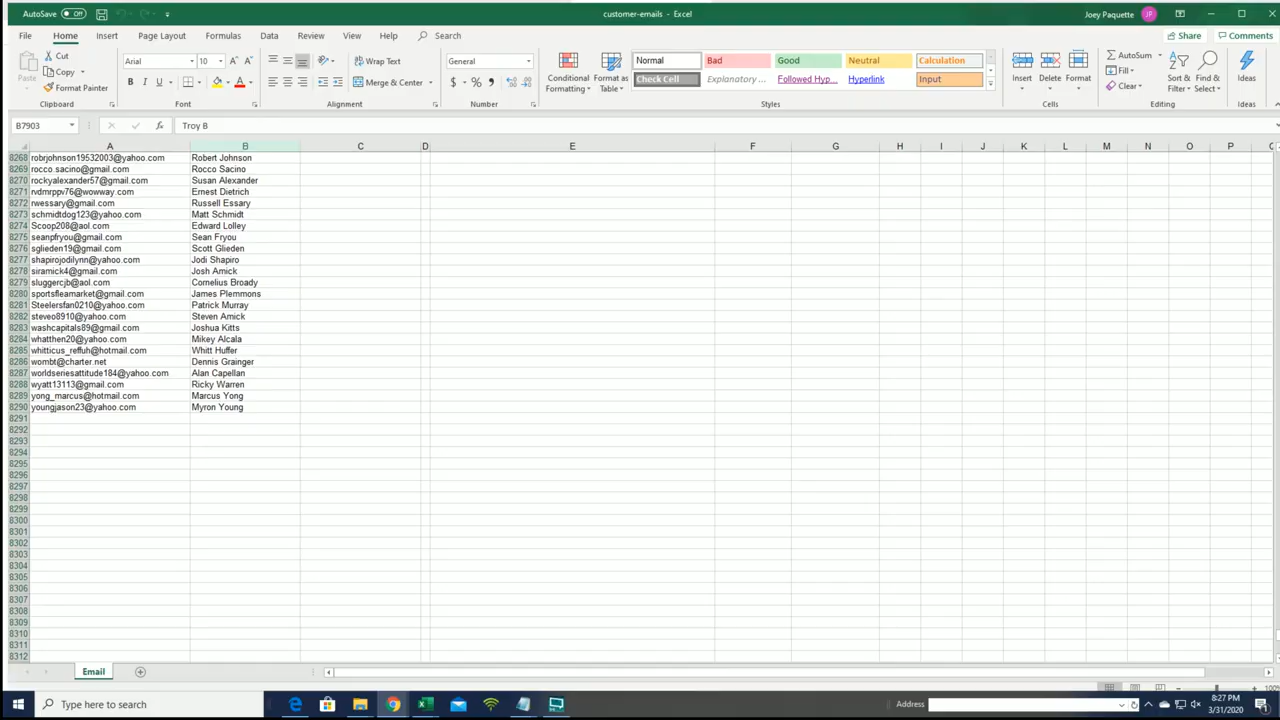 AutoSave Off customer-emails - Excel Joey Paquette JP
File Home Insert Page Layout Formulas Data Review View Help Search Share Comments
Cut Arial 10 Wrap Text General Normal Bad Good Neutral Calculation AutoSum
Paste Copy Conditional Format as Check Cell Explanatory ... Followed Hyp... Hyperlink Input Insert Delete Format Fill Sort & Find & Ideas
Format Painter Merge & Center Formatting Table Clear Filter Select
Clipboard Font Alignment Number Styles Cells Editing Ideas
B7903 fx Troy B
A B C D E F G H I J K L M N O P
8268 robrjohnson19532003@yahoo.com Robert Johnson
8269 rocco.sacino@gmail.com Rocco Sacino
8270 rockyalexander57@gmail.com Susan Alexander
8271 rvdmrppv76@wowway.com Ernest Dietrich
8272 rwessary@gmail.com Russell Essary
8273 schmidtdog123@yahoo.com Matt Schmidt
8274 Scoop208@aol.com Edward Lolley
8275 seanpfryou@gmail.com Sean Fryou
8276 sglieden19@gmail.com Scott Glieden
8277 shapirojodilynn@yahoo.com Jodi Shapiro
8278 siramick4@gmail.com Josh Amick
8279 sluggercjb@aol.com Cornelius Broady
8280 sportsfleamarket@gmail.com James Plemmons
8281 Steelersfan0210@yahoo.com Patrick Murray
8282 steveo8910@yahoo.com Steven Amick
8283 washcapitals89@gmail.com Joshua Kitts
8284 whatthen20@yahoo.com Mikey Alcala
8285 whitticus_reffuh@hotmail.com Whitt Huffer
8286 wombt@charter.net Dennis Grainger
8287 worldseriesattitude184@yahoo.com Alan Capellan
8288 wyatt13113@gmail.com Ricky Warren
8289 yong_marcus@hotmail.com Marcus Yong
8290 youngjason23@yahoo.com Myron Young
8291
8292
8293
8294
8295
8296
8297
8298
8299
8300
8301
8302
8303
8304
8305
8306
8307
8308
8309
8310
8311
8312
Email
100%
Type here to search Address 8:27 PM
3/31/2020